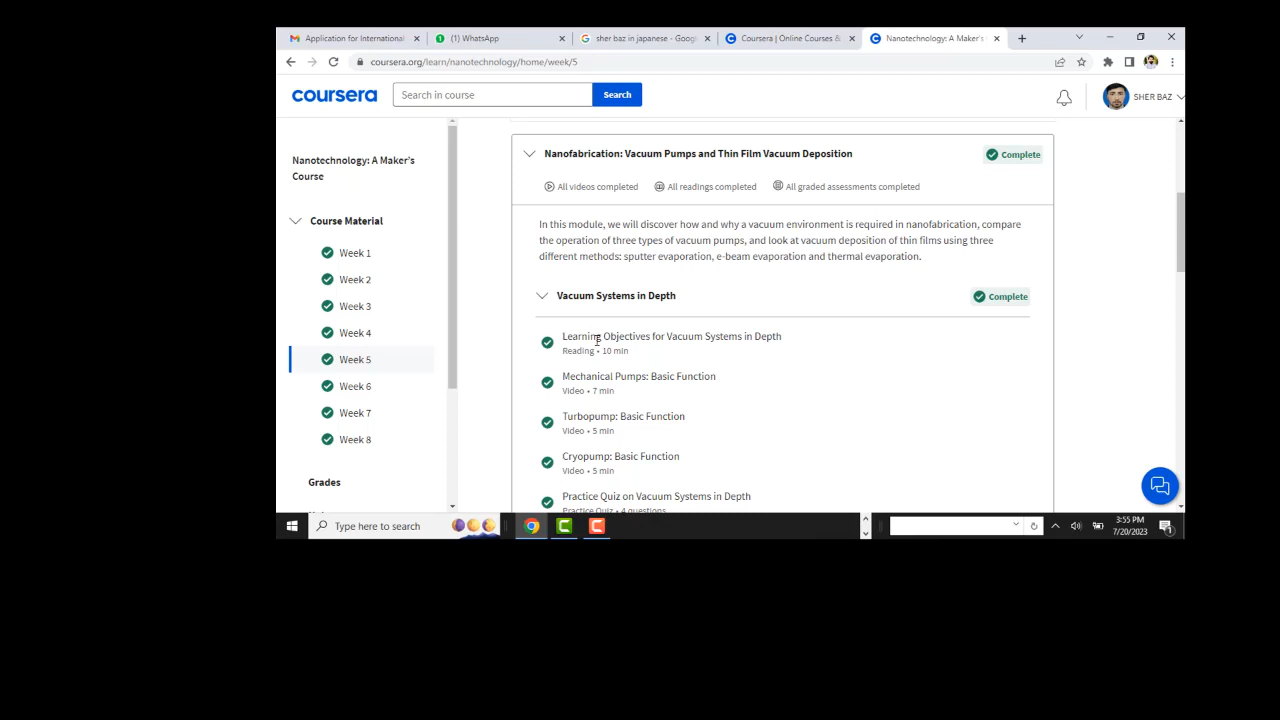 Application for International
(1) WhatsApp
sher baz in japanese - Goog
Coursera | Online Courses &
Nanotechnology: A Maker's
coursera.org/learn/nanotechnology/home/week/5
coursera
Search in course
Search
SHER BAZ
Nanotechnology: A Maker's
Course
Course Material
Week 1
Week 2
Week 3
Week 4
Week 5
Week 6
Week 7
Week 8
Grades
Nanofabrication: Vacuum Pumps and Thin Film Vacuum Deposition
Complete
All videos completed
All readings completed
All graded assessments completed
In this module, we will discover how and why a vacuum environment is required in nanofabrication, compare
the operation of three types of vacuum pumps, and look at vacuum deposition of thin films using three
different methods: sputter evaporation, e-beam evaporation and thermal evaporation.
Vacuum Systems in Depth
Complete
Learning Objectives for Vacuum Systems in Depth
Reading • 10 min
Mechanical Pumps: Basic Function
Video • 7 min
Turbopump: Basic Function
Video • 5 min
Cryopump: Basic Function
Video • 5 min
Practice Quiz on Vacuum Systems in Depth
Practice Quiz • 4 questions
Type here to search
3:55 PM
7/20/2023
1